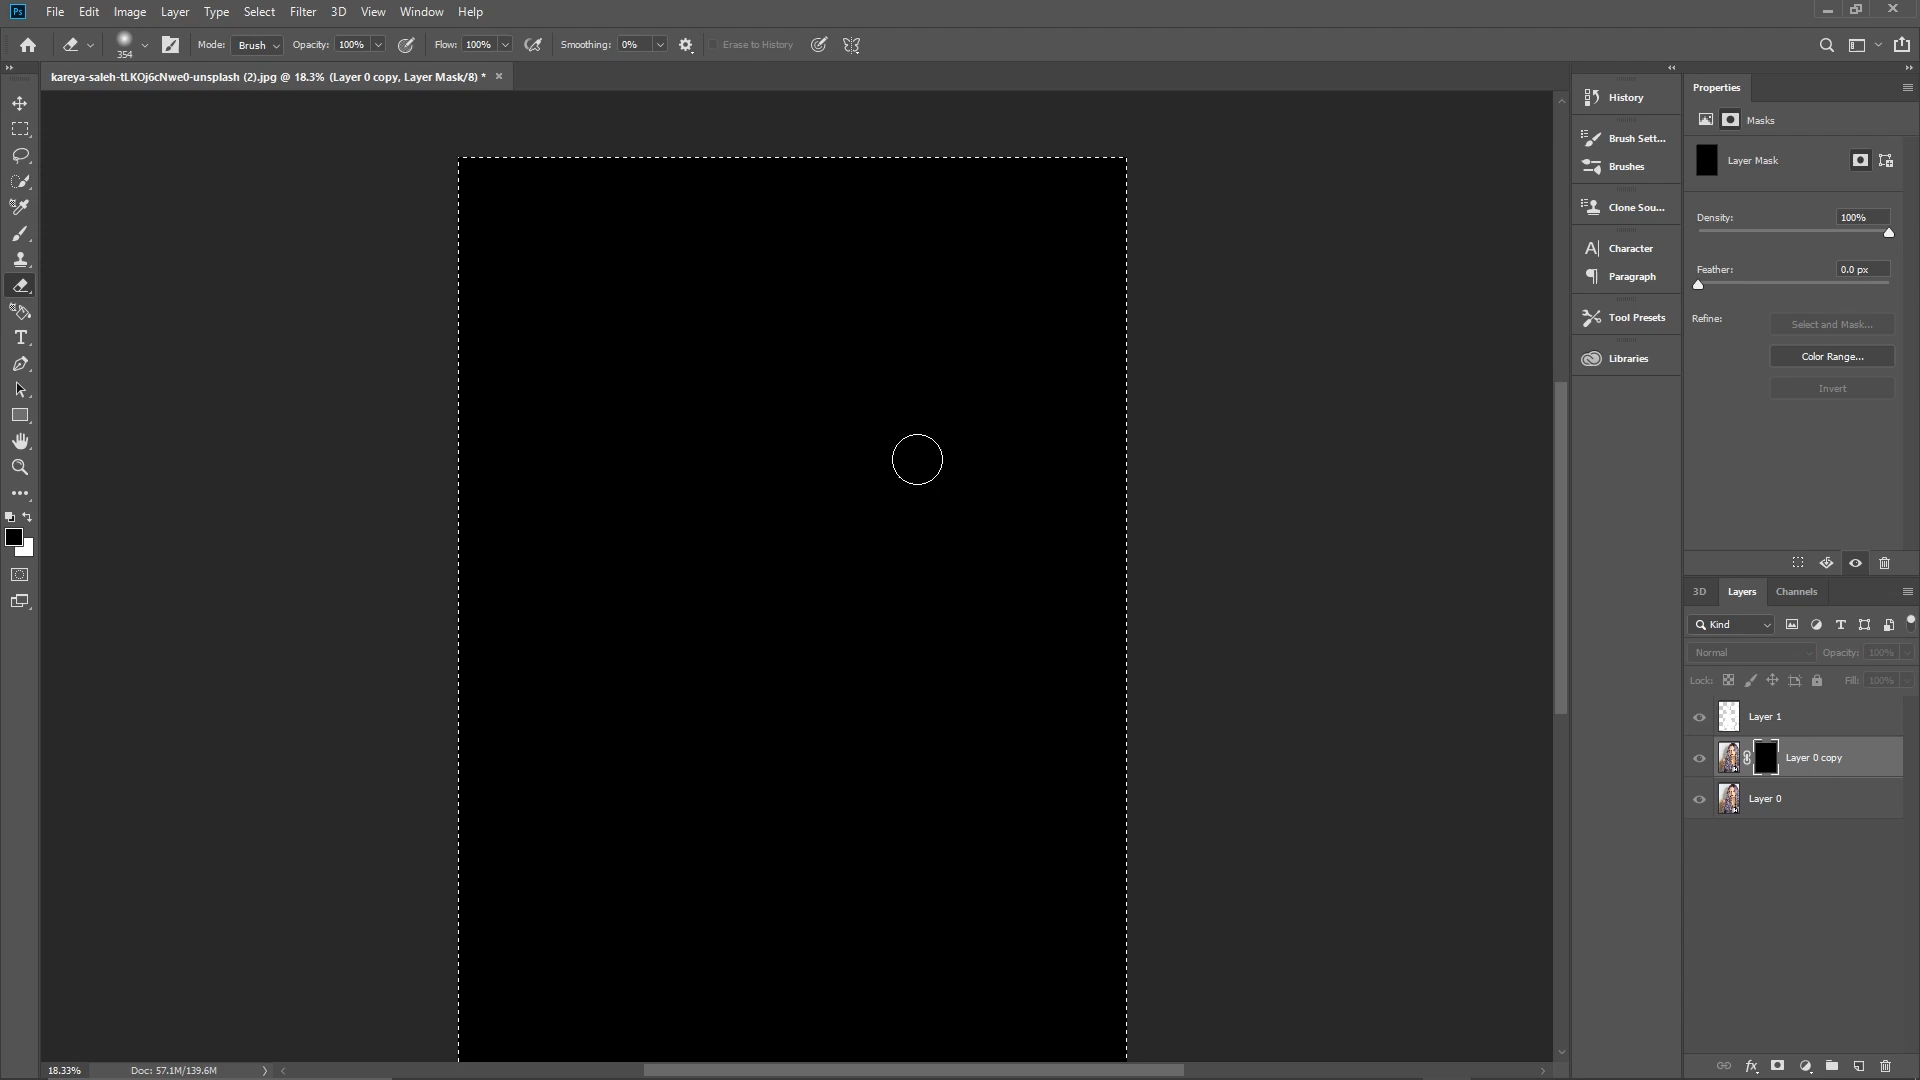 Ps File Edit Image Layer Type Select Filter 3D View Window Help
354 Mode: Brush Opacity: 100% Flow: 100% Smoothing: 0% Erase to History
kareya-saleh-tLKOj6cNwe0-unsplash (2).jpg @ 18.3% (Layer 0 copy, Layer Mask/8) *
History
Brush Sett...
Brushes
Clone Sou...
Character
Paragraph
Tool Presets
Libraries
Properties
Masks
Layer Mask
Density: 100%
Feather: 0.0 px
Refine: Select and Mask...
Color Range...
Invert
3D Layers Channels
Kind
Normal Opacity: 100%
Lock: Fill: 100%
Layer 1
Layer 0 copy
Layer 0
18.33% Doc: 57.1M/139.6M